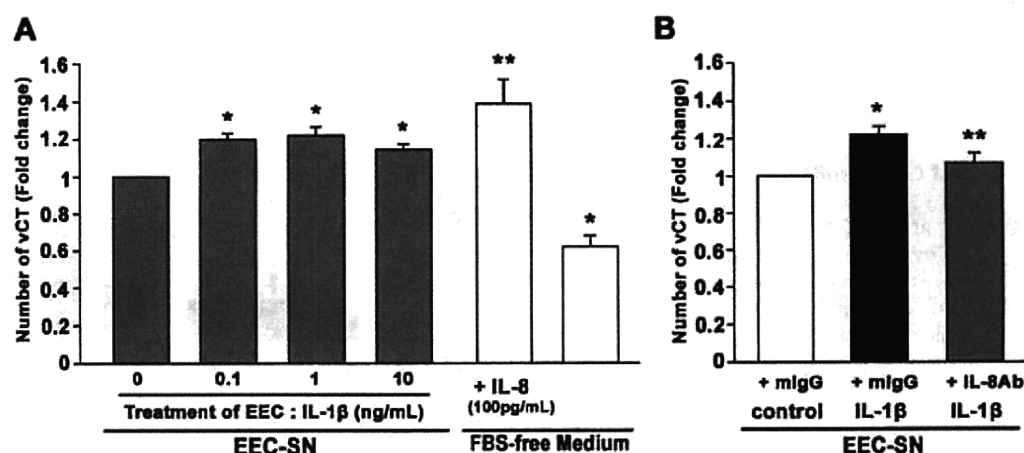 A
Number of vCT (Fold change)
1.6
1.4
1.2
1
0.8
0.6
0.4
0.2
0
*
*
*
**
*
0 0.1 1 10
+ IL-8
(100pg/mL)
Treatment of EEC : IL-1β (ng/mL)
EEC-SN
FBS-free Medium
B
Number of vCT (Fold change)
1.6
1.4
1.2
1
0.8
0.6
0.4
0.2
0
*
**
+ mIgG + mIgG + IL-8Ab
control IL-1β IL-1β
EEC-SN